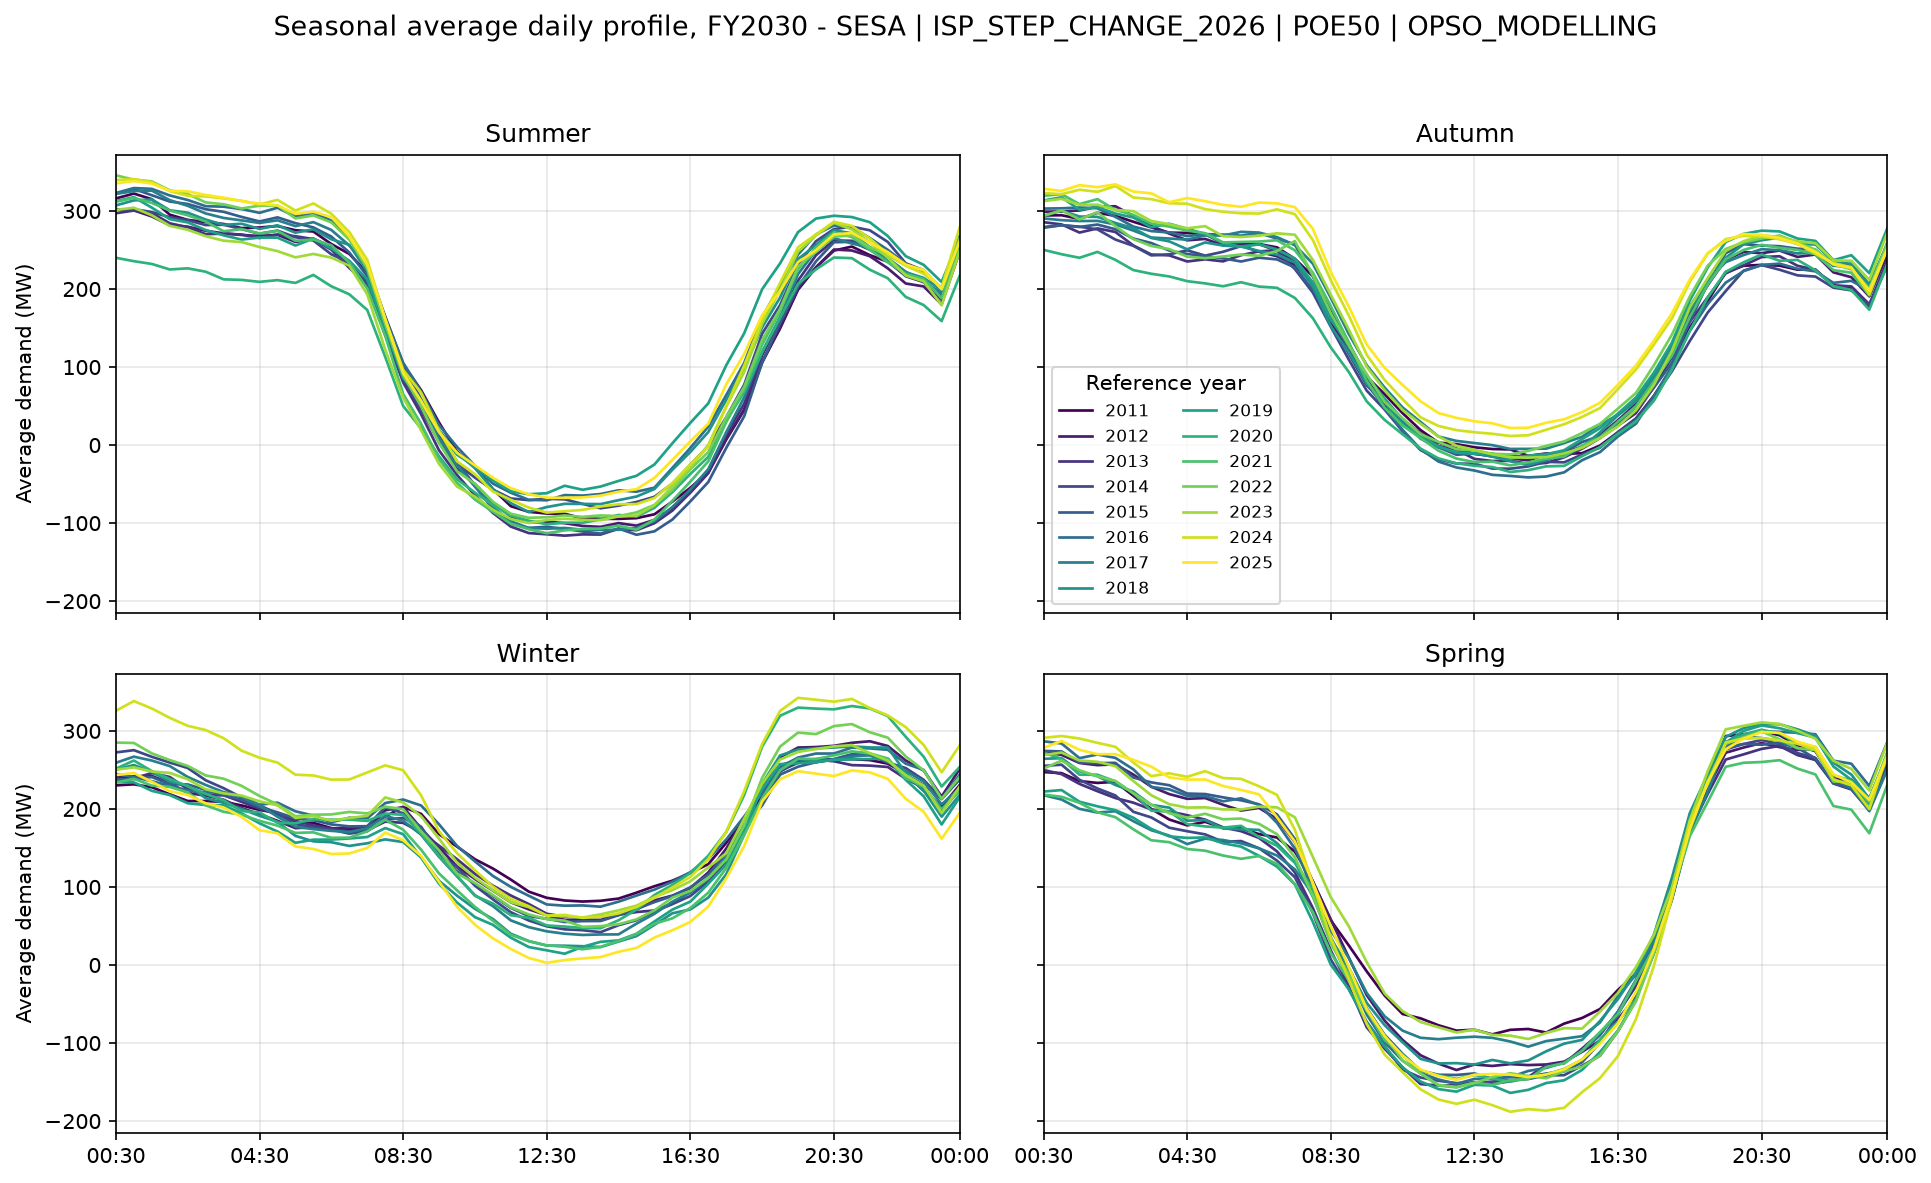 Seasonal average daily profile, FY2030 - SESA | ISP_STEP_CHANGE_2026 | POE50 | OPSO_MODELLING
Summer
Average demand (MW)
300
200
100
0
−100
−200
Autumn
Reference year
2011
2012
2013
2014
2015
2016
2017
2018
2019
2020
2021
2022
2023
2024
2025
Winter
Average demand (MW)
300
200
100
0
−100
−200
00:30 04:30 08:30 12:30 16:30 20:30 00:00
Spring
00:30 04:30 08:30 12:30 16:30 20:30 00:00